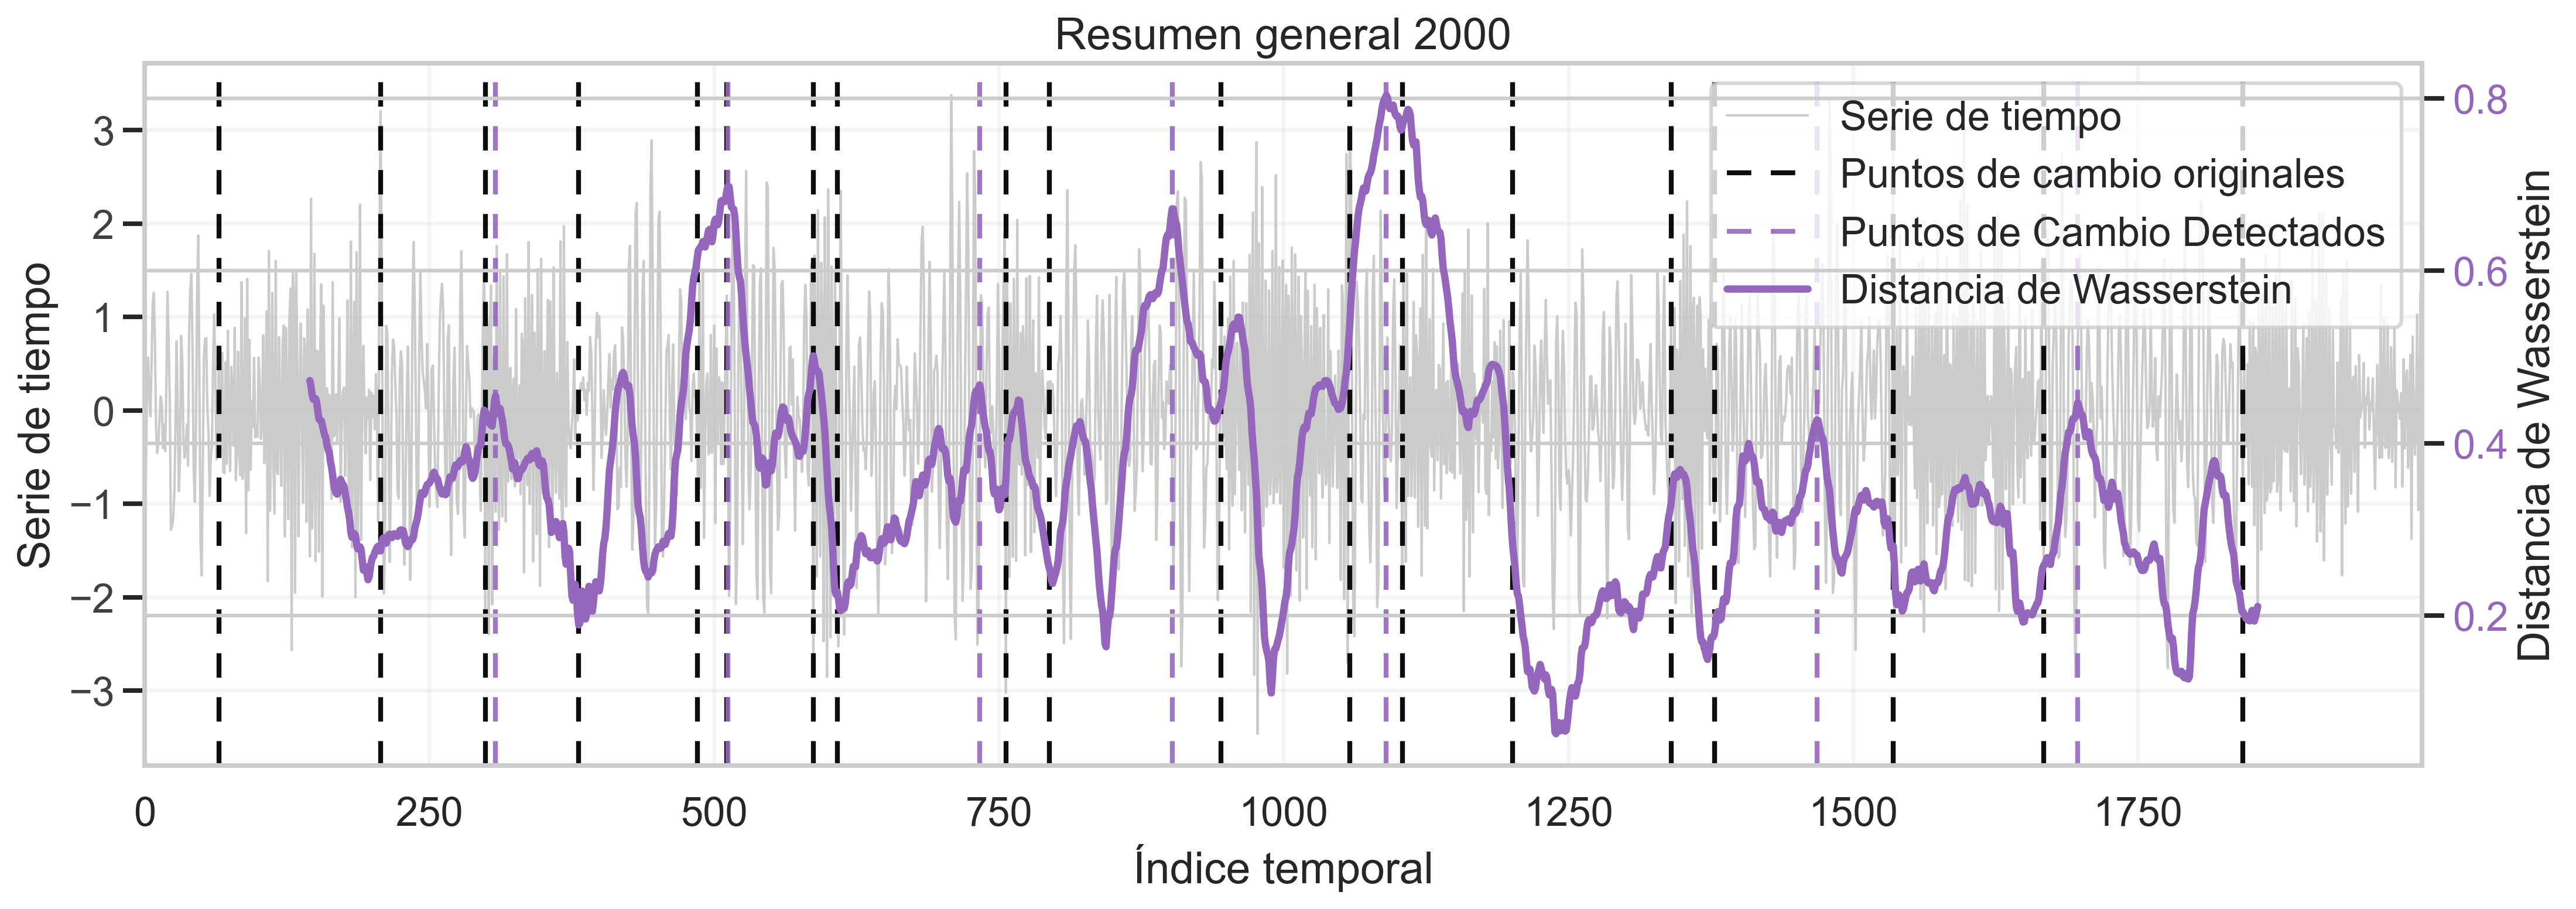 Resumen general 2000
Serie de tiempo
3
2
1
0
−1
−2
−3
Serie de tiempo
Puntos de cambio originales
Puntos de Cambio Detectados
Distancia de Wasserstein
0.8
0.6
0.4
0.2
Distancia de Wasserstein
0 250 500 750 1000 1250 1500 1750
Índice temporal